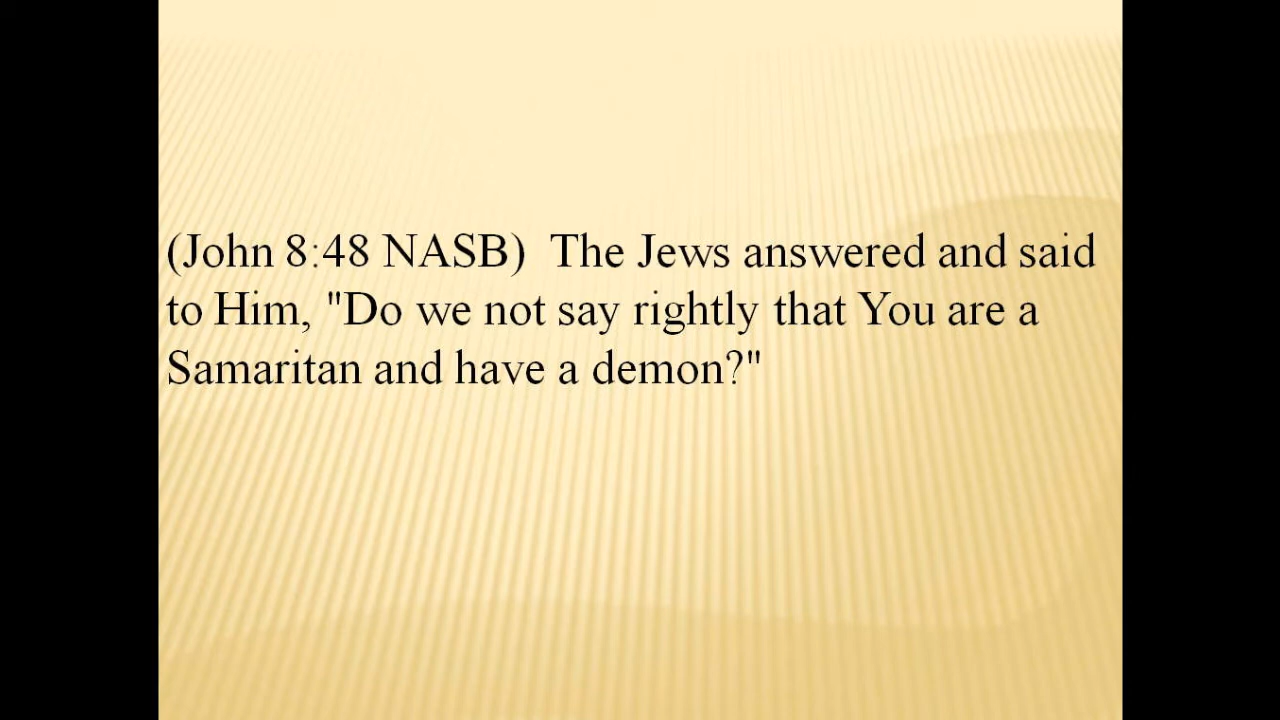 (John 8:48 NASB)  The Jews answered and said
to Him, "Do we not say rightly that You are a
Samaritan and have a demon?"